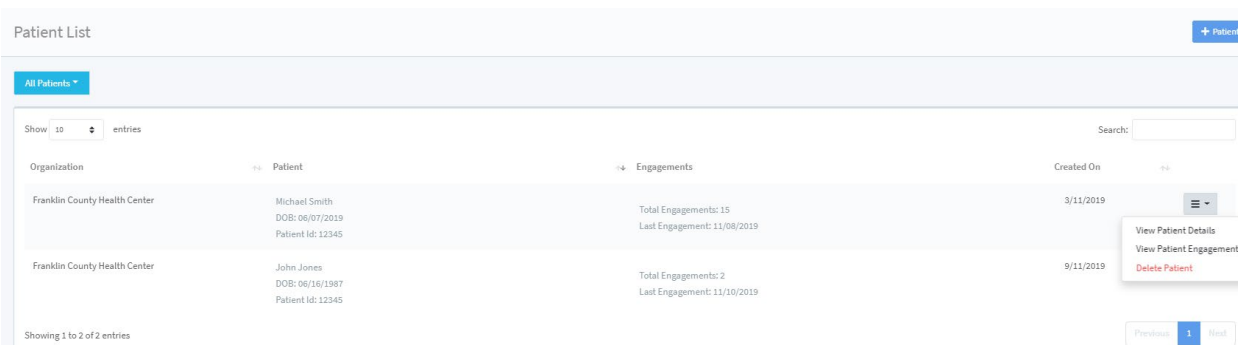 Patient List
+ Patient
All Patients
Show 10 entries
Search:
Organization Patient Engagements Created On
Franklin County Health Center
Michael Smith
DOB: 06/07/2019
Patient Id: 12345
Total Engagements: 15
Last Engagement: 11/08/2019
3/11/2019
View Patient Details
View Patient Engagement
Delete Patient
Franklin County Health Center
John Jones
DOB: 06/16/1987
Patient Id: 12345
Total Engagements: 2
Last Engagement: 11/10/2019
9/11/2019
Showing 1 to 2 of 2 entries
Previous 1 Next